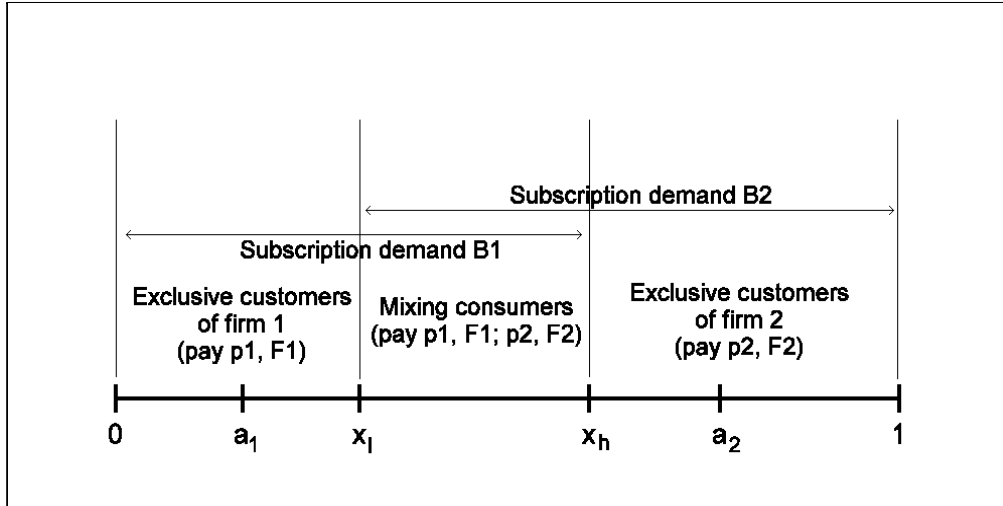 Subscription demand B2
Subscription demand B1
Exclusive customers
of firm 1
(pay p1, F1)
Mixing consumers
(pay p1, F1; p2, F2)
Exclusive customers
of firm 2
(pay p2, F2)
0 a1 xl xh a2 1